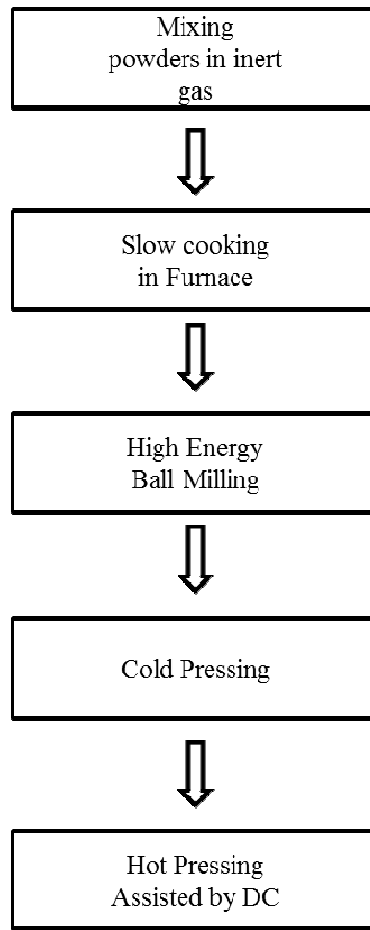 Mixing
powders in inert
gas
Slow cooking
in Furnace
High Energy
Ball Milling
Cold Pressing
Hot Pressing
Assisted by DC